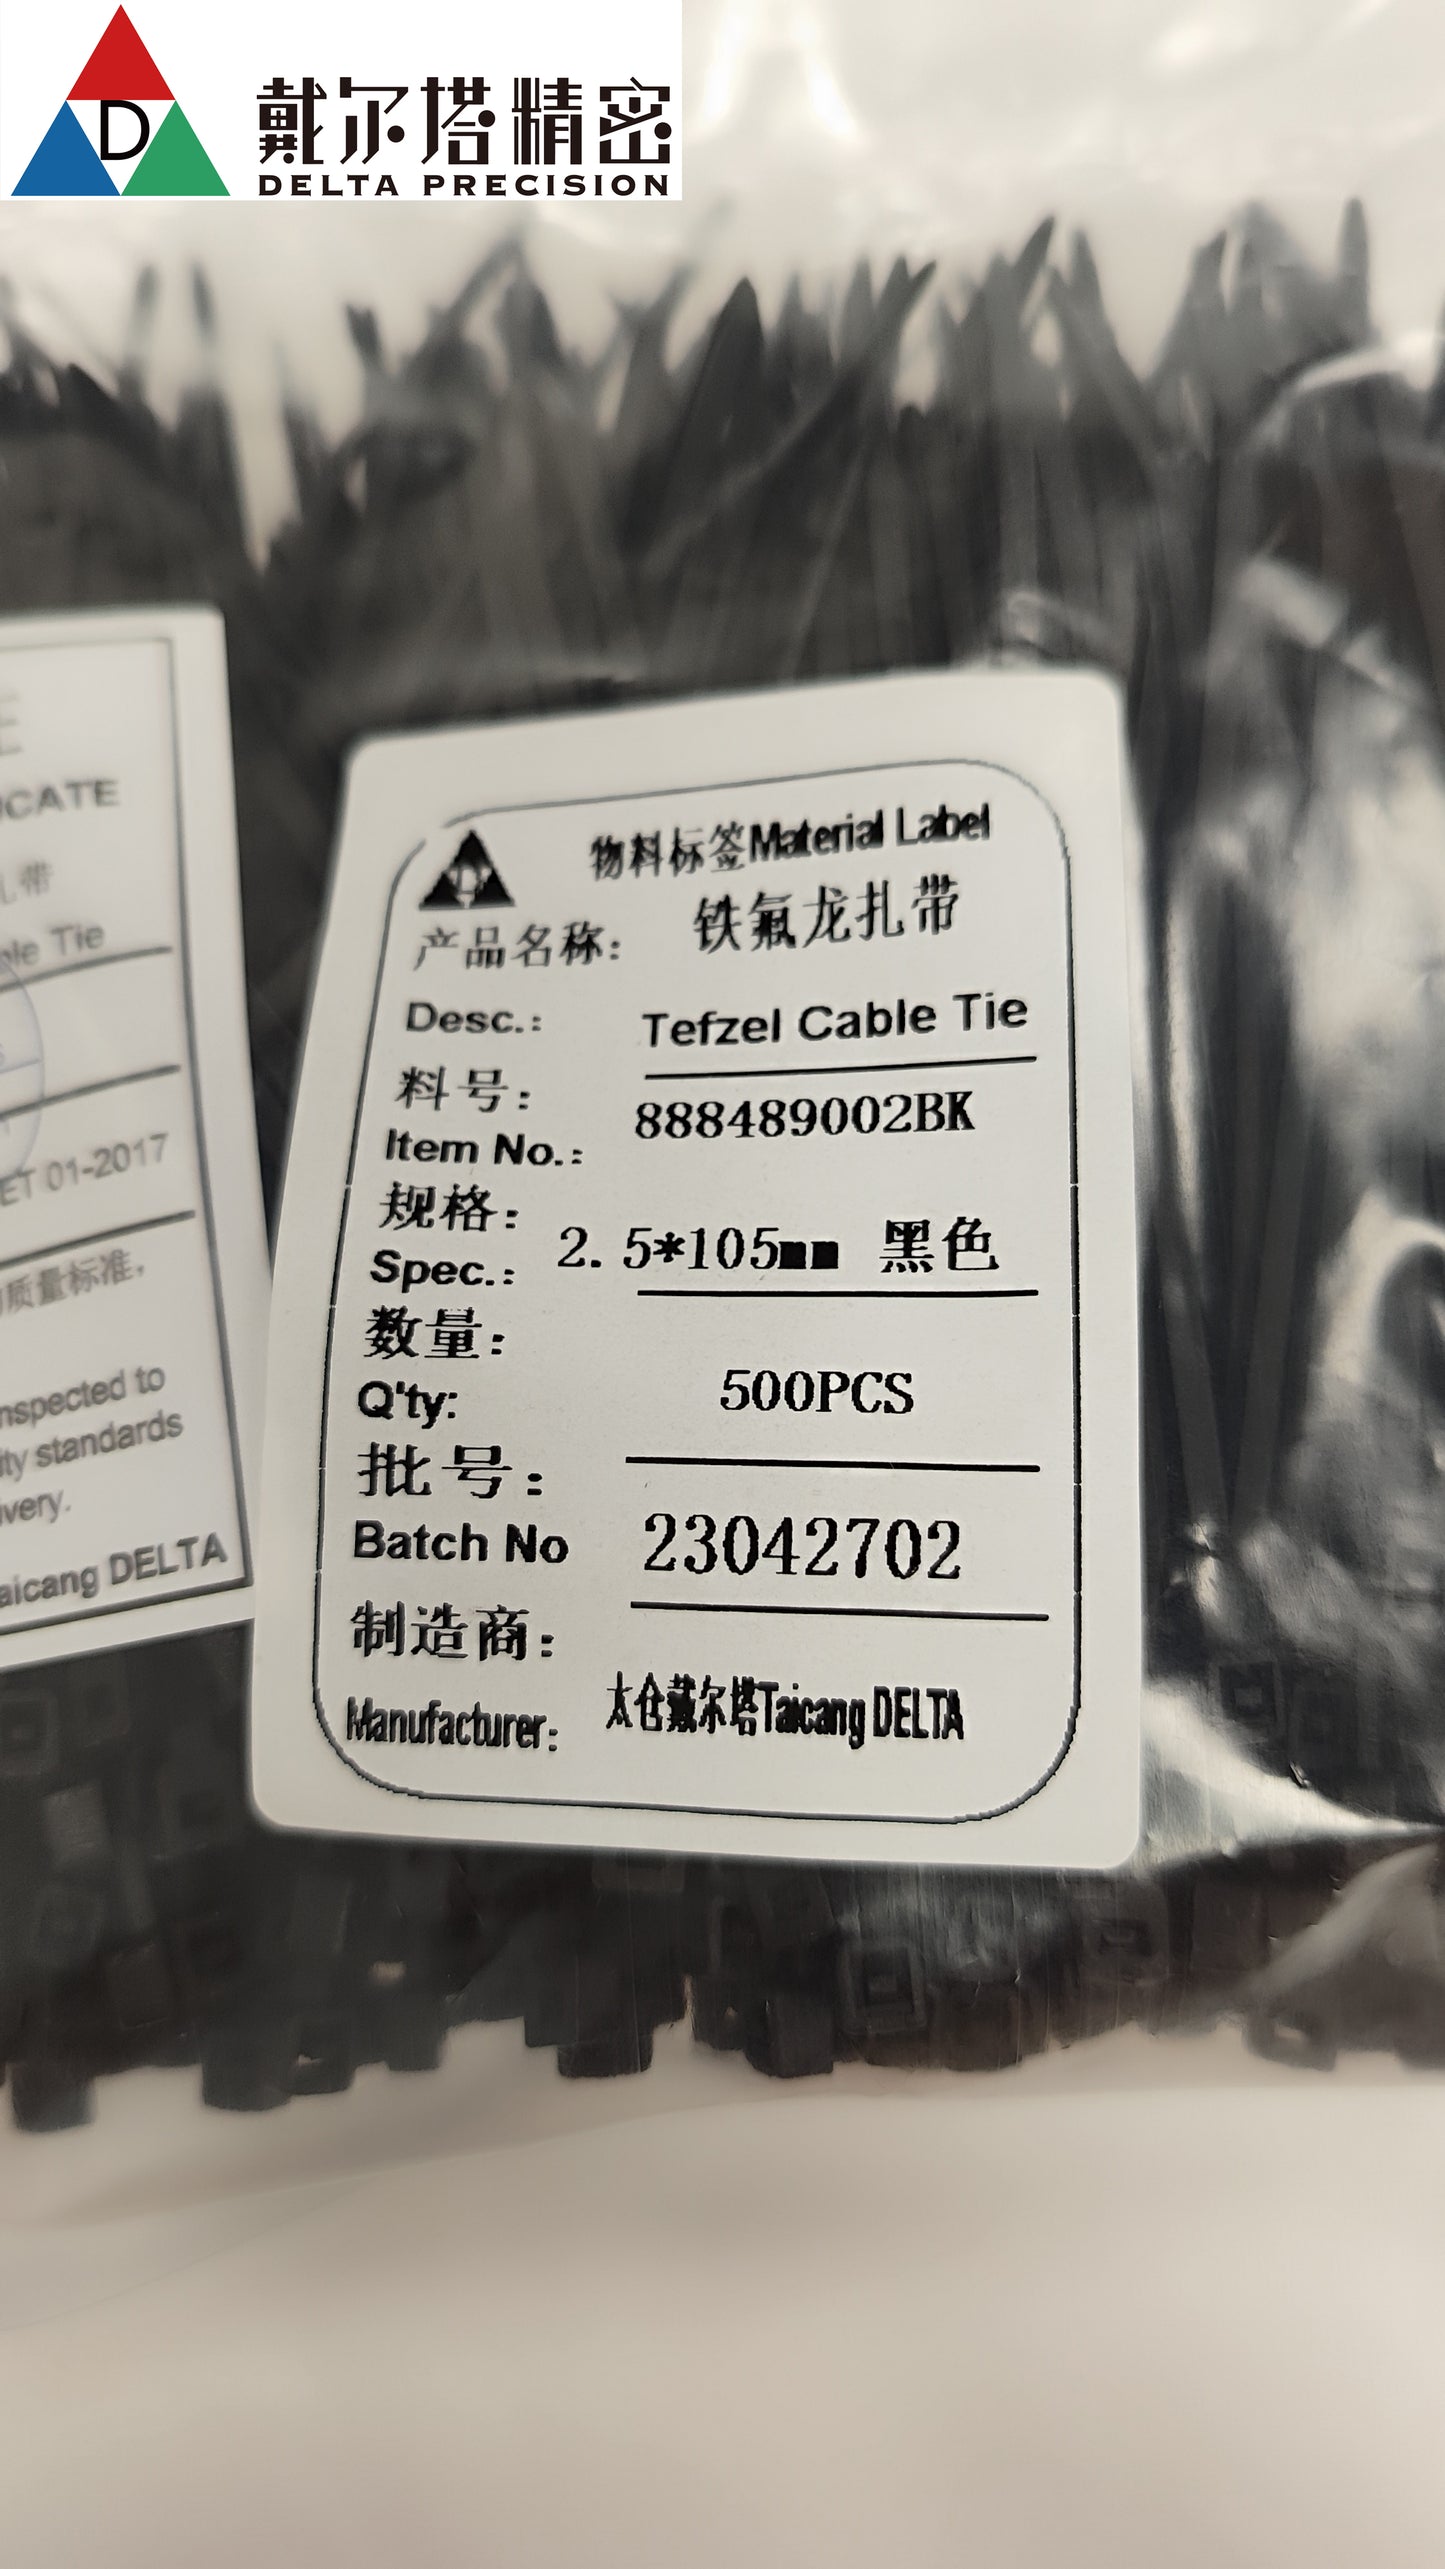 戴尔塔精密
DELTA PRECISION
D
物料标签Material Label
产品名称: 铁氟龙扎带
Desc.: Tefzel Cable Tie
料号:
Item No.: 888489002BK
规格:
Spec.: 2.5*105mm 黑色
数量:
Q'ty: 500PCS
批号:
Batch No 23042702
制造商:
Manufacturer: 太仓戴尔塔Taicang DELTA
CATE
扎带
ble Tie
ET 01-2017
质量标准,
nspected to
ity standards
ivery.
aicang DELTA